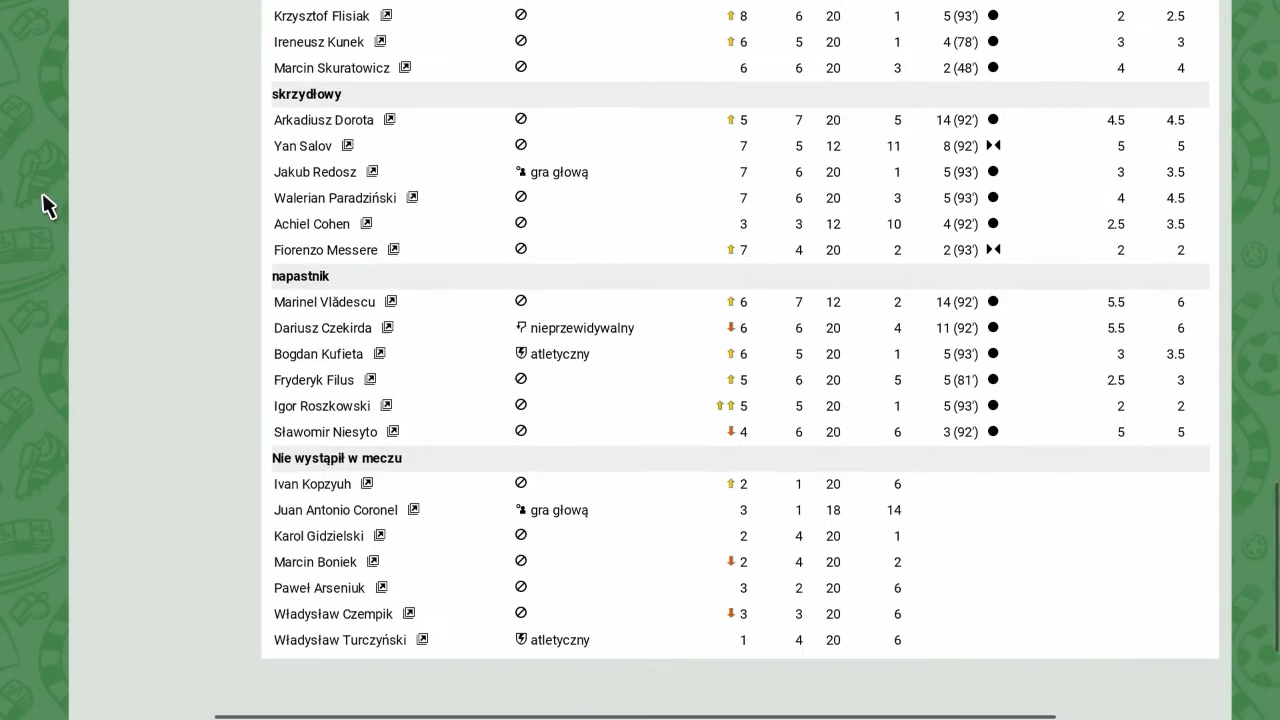 Krzysztof Flisiak 8 6 20 1 5 (93') 2 2.5
Ireneusz Kunek 6 5 20 1 4 (78') 3 3
Marcin Skuratowicz 6 6 20 3 2 (48') 4 4
skrzydłowy
Arkadiusz Dorota 5 7 20 5 14 (92') 4.5 4.5
Yan Salov 7 5 12 11 8 (92') 5 5
Jakub Redosz gra głową 7 6 20 1 5 (93') 3 3.5
Walerian Paradziński 7 6 20 3 5 (93') 4 4.5
Achiel Cohen 3 3 12 10 4 (92') 2.5 3.5
Fiorenzo Messere 7 4 20 2 2 (93') 2 2
napastnik
Marinel Vlădescu 6 7 12 2 14 (92') 5.5 6
Dariusz Czekirda nieprzewidywalny 6 6 20 4 11 (92') 5.5 6
Bogdan Kufieta atletyczny 6 5 20 1 5 (93') 3 3.5
Fryderyk Filus 5 6 20 5 5 (81') 2.5 3
Igor Roszkowski 5 5 20 1 5 (93') 2 2
Sławomir Niesyto 4 6 20 6 3 (92') 5 5
Nie wystąpił w meczu
Ivan Kopzyuh 2 1 20 6
Juan Antonio Coronel gra głową 3 1 18 14
Karol Gidzielski 2 4 20 1
Marcin Boniek 2 4 20 2
Paweł Arseniuk 3 2 20 6
Władysław Czempik 3 3 20 6
Władysław Turczyński atletyczny 1 4 20 6